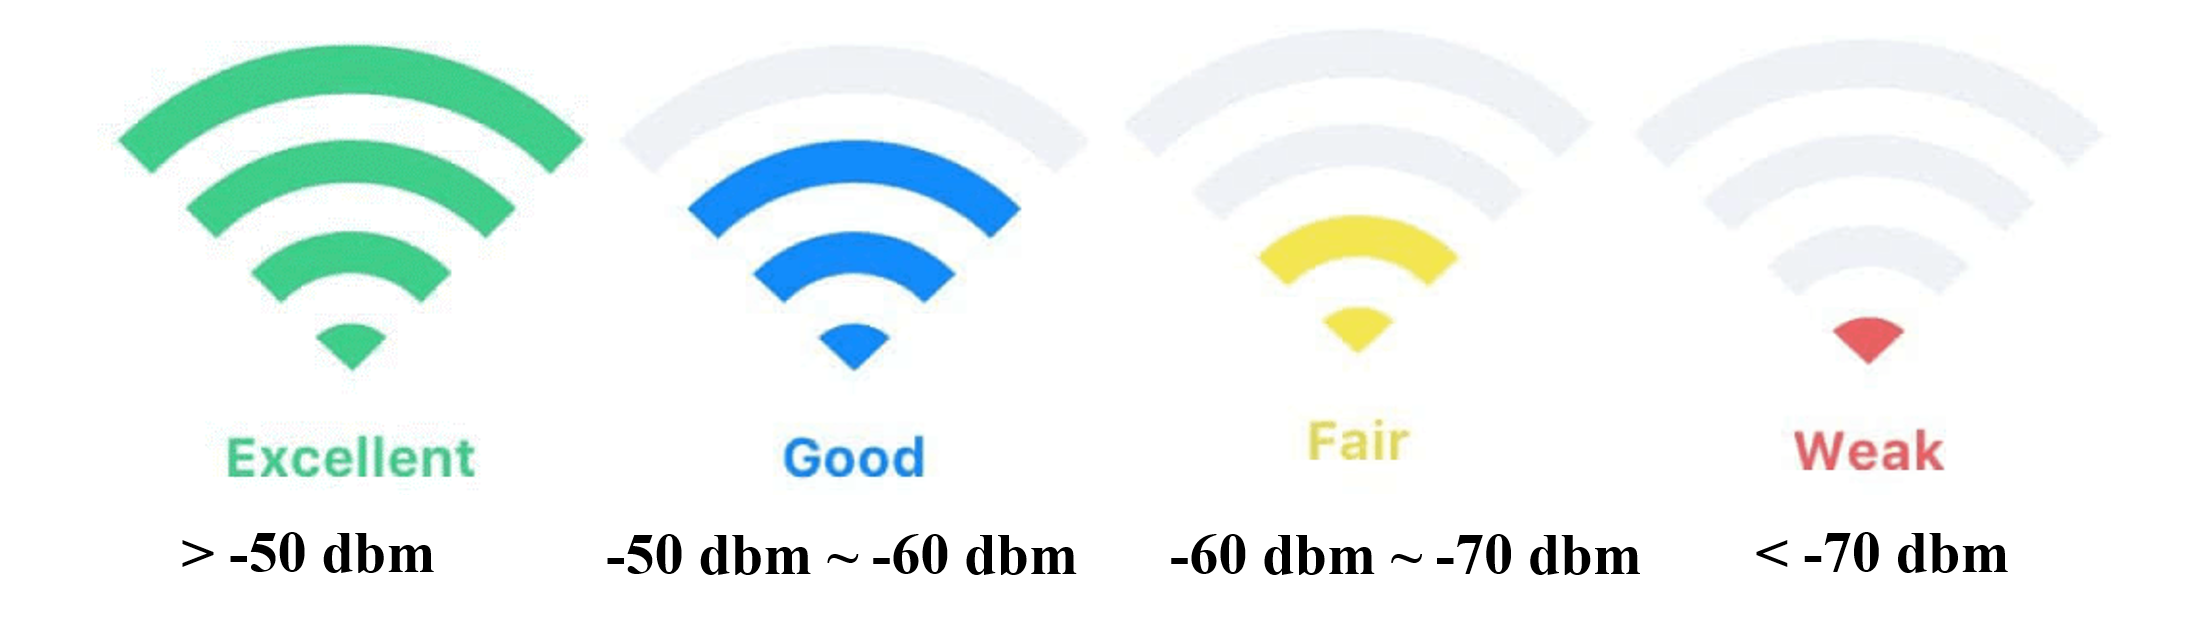 Excellent Good Fair Weak
> -50 dbm -50 dbm ~ -60 dbm -60 dbm ~ -70 dbm < -70 dbm